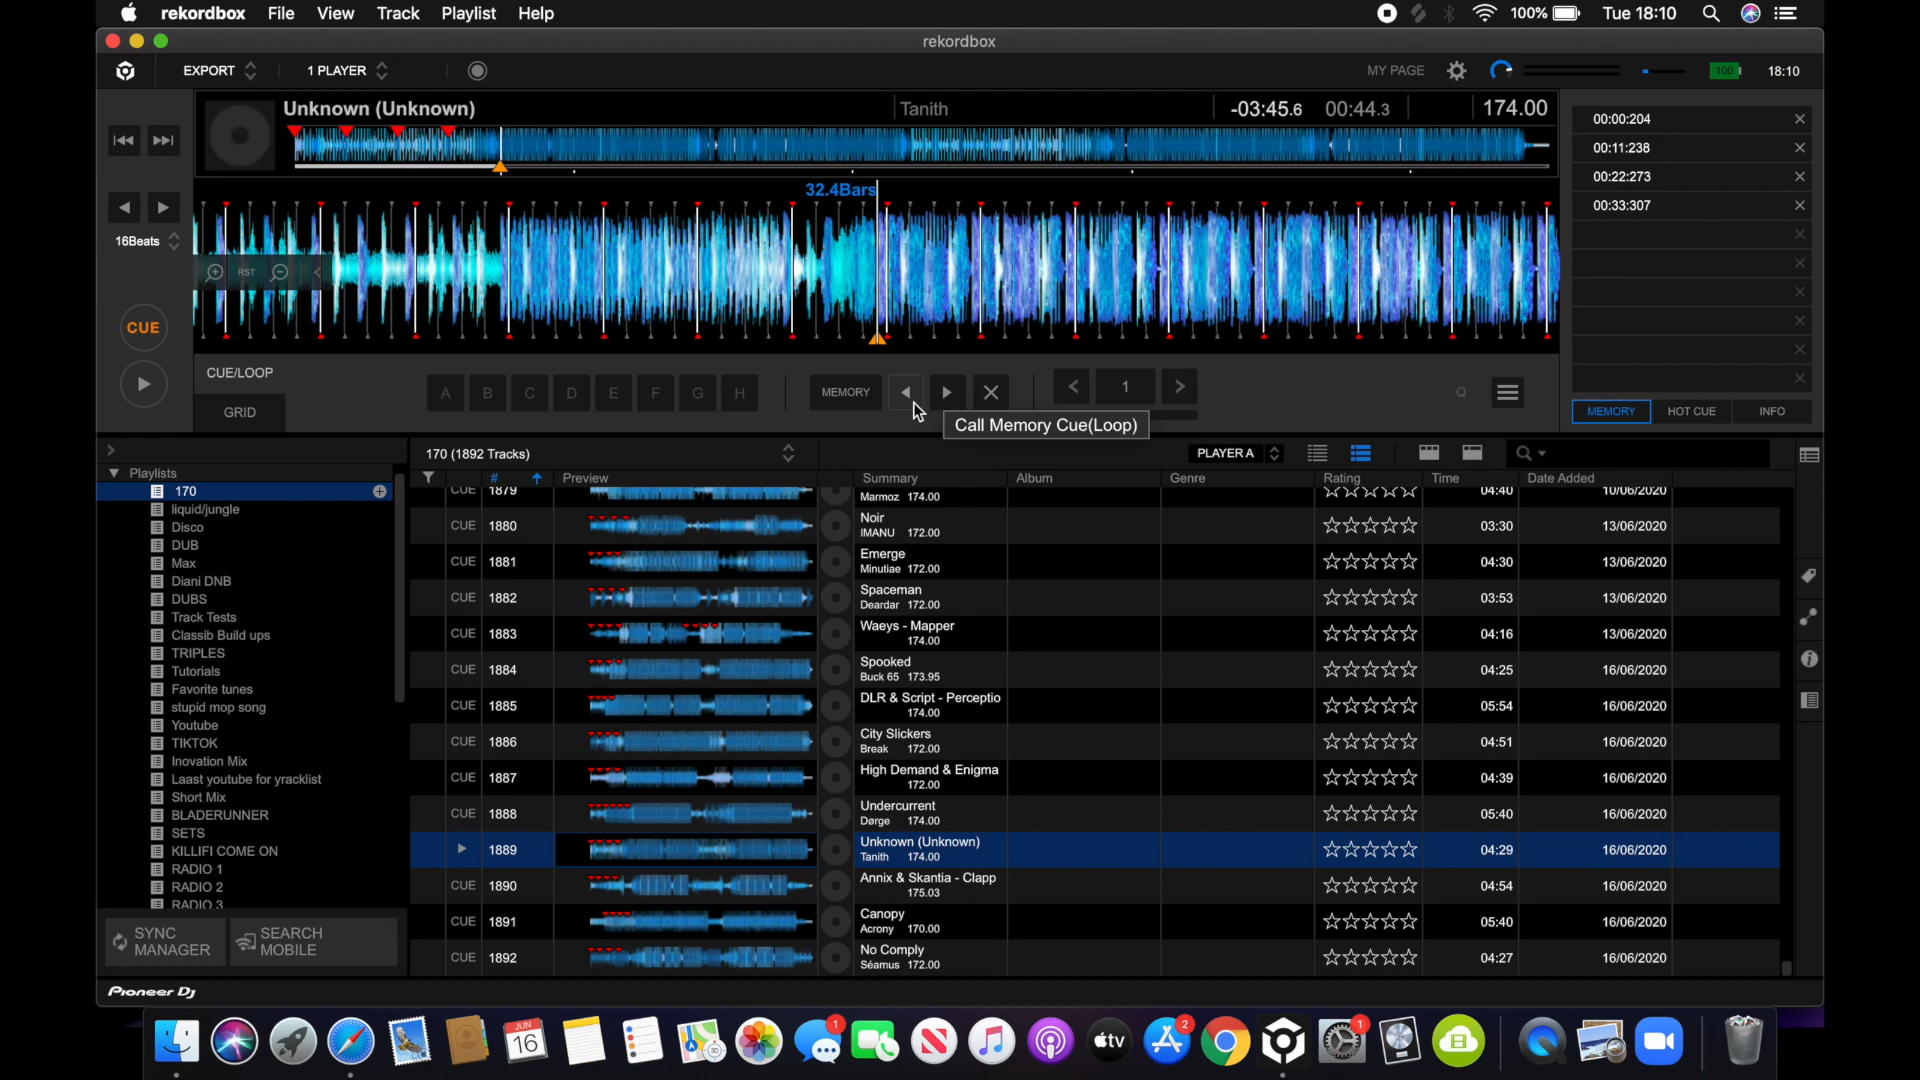 rekordbox File View Track Playlist Help 100% Tue 18:10
rekordbox
EXPORT 1 PLAYER MY PAGE 100 18:10
Unknown (Unknown) Tanith -03:45.6 00:44.3 174.00
00:00:204
00:11:238
00:22:273
00:33:307
32.4Bars
16Beats
RST
CUE
CUE/LOOP
GRID
A B C D E F G H MEMORY 1 Q
Call Memory Cue(Loop)
MEMORY HOT CUE INFO
170 (1892 Tracks) PLAYER A
Playlists
170
liquid/jungle
Disco
DUB
Max
Diani DNB
DUBS
Track Tests
Classib Build ups
TRIPLES
Tutorials
Favorite tunes
stupid mop song
Youtube
TIKTOK
Inovation Mix
Laast youtube for yracklist
Short Mix
BLADERUNNER
SETS
KILLIFI COME ON
RADIO 1
RADIO 2
RADIO 3
SYNC MANAGER
SEARCH MOBILE
# Preview Summary Album Genre Rating Time Date Added
CUE 1879 Marmoz 174.00 04:40 10/06/2020
CUE 1880 Noir 03:30 13/06/2020
IMANU 172.00
CUE 1881 Emerge 04:30 13/06/2020
Minutiae 172.00
CUE 1882 Spaceman 03:53 13/06/2020
Deardar 172.00
CUE 1883 Waeys - Mapper 04:16 13/06/2020
174.00
CUE 1884 Spooked 04:25 16/06/2020
Buck 65 173.95
CUE 1885 DLR & Script - Perceptio 05:54 16/06/2020
174.00
CUE 1886 City Slickers 04:51 16/06/2020
Break 172.00
CUE 1887 High Demand & Enigma 04:39 16/06/2020
172.00
CUE 1888 Undercurrent 05:40 16/06/2020
Dørge 174.00
1889 Unknown (Unknown) 04:29 16/06/2020
Tanith 174.00
CUE 1890 Annix & Skantia - Clapp 04:54 16/06/2020
175.03
CUE 1891 Canopy 05:40 16/06/2020
Acrony 170.00
CUE 1892 No Comply 04:27 16/06/2020
Séamus 172.00
Pioneer Dj
JUN
16
1
tv
2
1